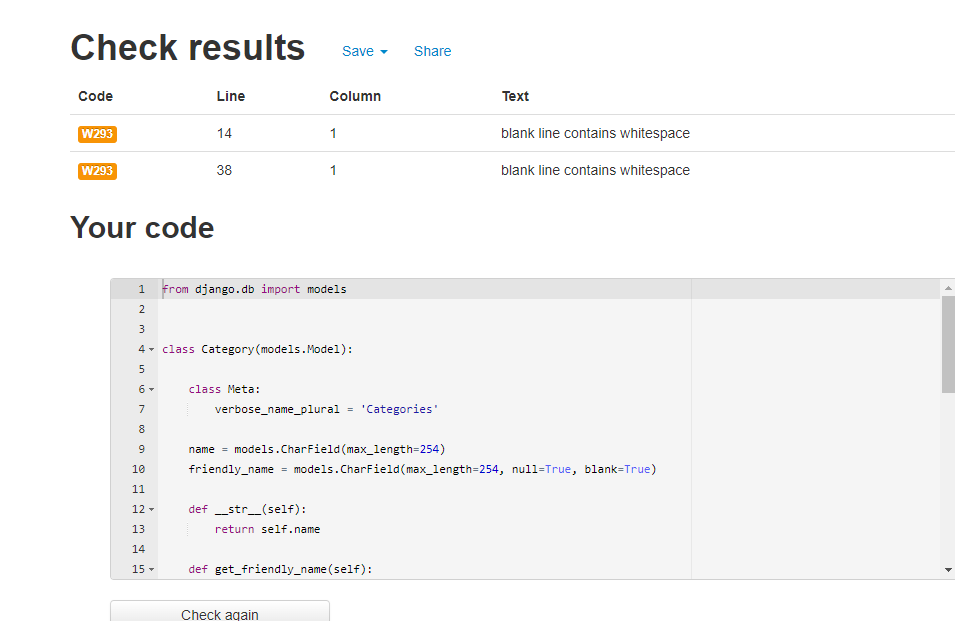 Check results Save Share
Code Line Column Text
W293 14 1 blank line contains whitespace
W293 38 1 blank line contains whitespace
Your code
1 from django.db import models
2
3
4 class Category(models.Model):
5
6 class Meta:
7 verbose_name_plural = 'Categories'
8
9 name = models.CharField(max_length=254)
10 friendly_name = models.CharField(max_length=254, null=True, blank=True)
11
12 def __str__(self):
13 return self.name
14
15 def get_friendly_name(self):
Check again